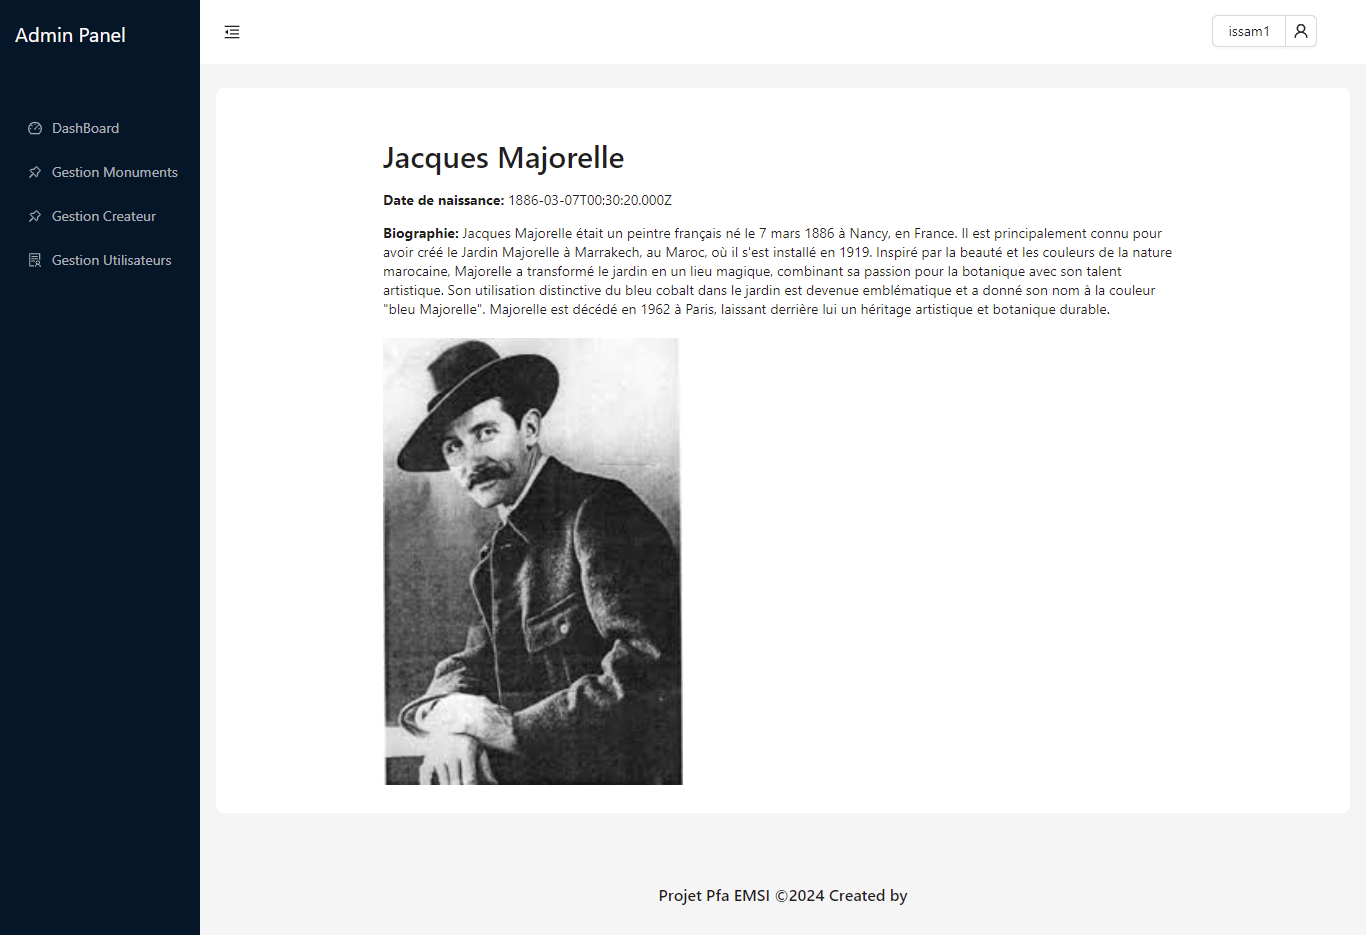 Admin Panel
issam1
DashBoard
Gestion Monuments
Gestion Createur
Gestion Utilisateurs
Jacques Majorelle
Date de naissance: 1886-03-07T00:30:20.000Z
Biographie: Jacques Majorelle était un peintre français né le 7 mars 1886 à Nancy, en France. Il est principalement connu pour
avoir créé le Jardin Majorelle à Marrakech, au Maroc, où il s'est installé en 1919. Inspiré par la beauté et les couleurs de la nature
marocaine, Majorelle a transformé le jardin en un lieu magique, combinant sa passion pour la botanique avec son talent
artistique. Son utilisation distinctive du bleu cobalt dans le jardin est devenue emblématique et a donné son nom à la couleur
"bleu Majorelle". Majorelle est décédé en 1962 à Paris, laissant derrière lui un héritage artistique et botanique durable.
Projet Pfa EMSI ©2024 Created by